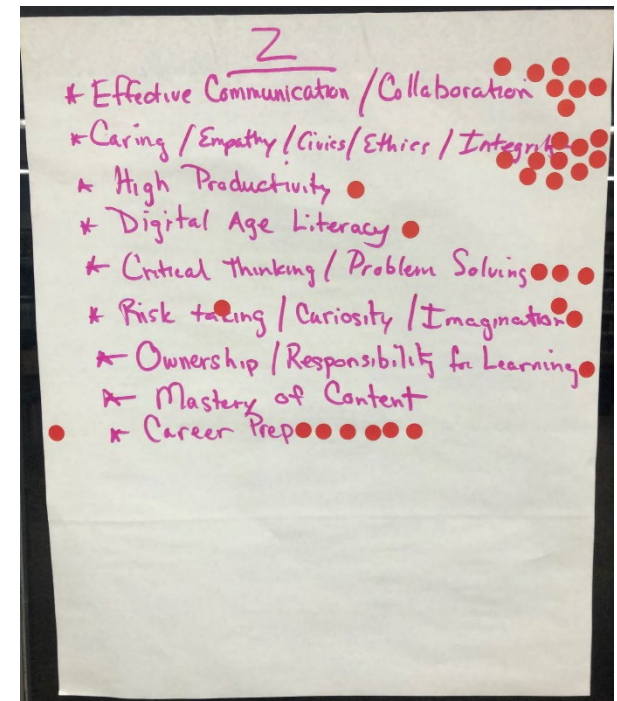 2
* Effective Communication / Collaboration
* Caring / Empathy / Civics / Ethics / Integrity
* High Productivity
* Digital Age Literacy
* Critical Thinking / Problem Solving
* Risk taking / Curiosity / Imagination
* Ownership / Responsibility for Learning
* Mastery of Content
* Career Prep